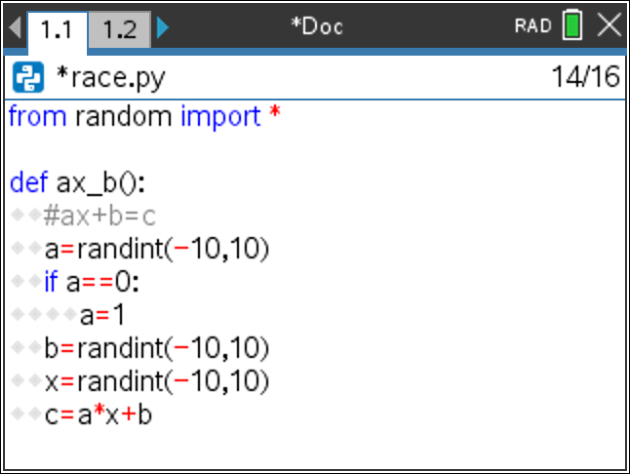 1.1 1.2 *Doc RAD
*race.py 14/16
from random import *
def ax_b():
#ax+b=c
a=randint(-10,10)
if a==0:
a=1
b=randint(-10,10)
x=randint(-10,10)
c=a*x+b